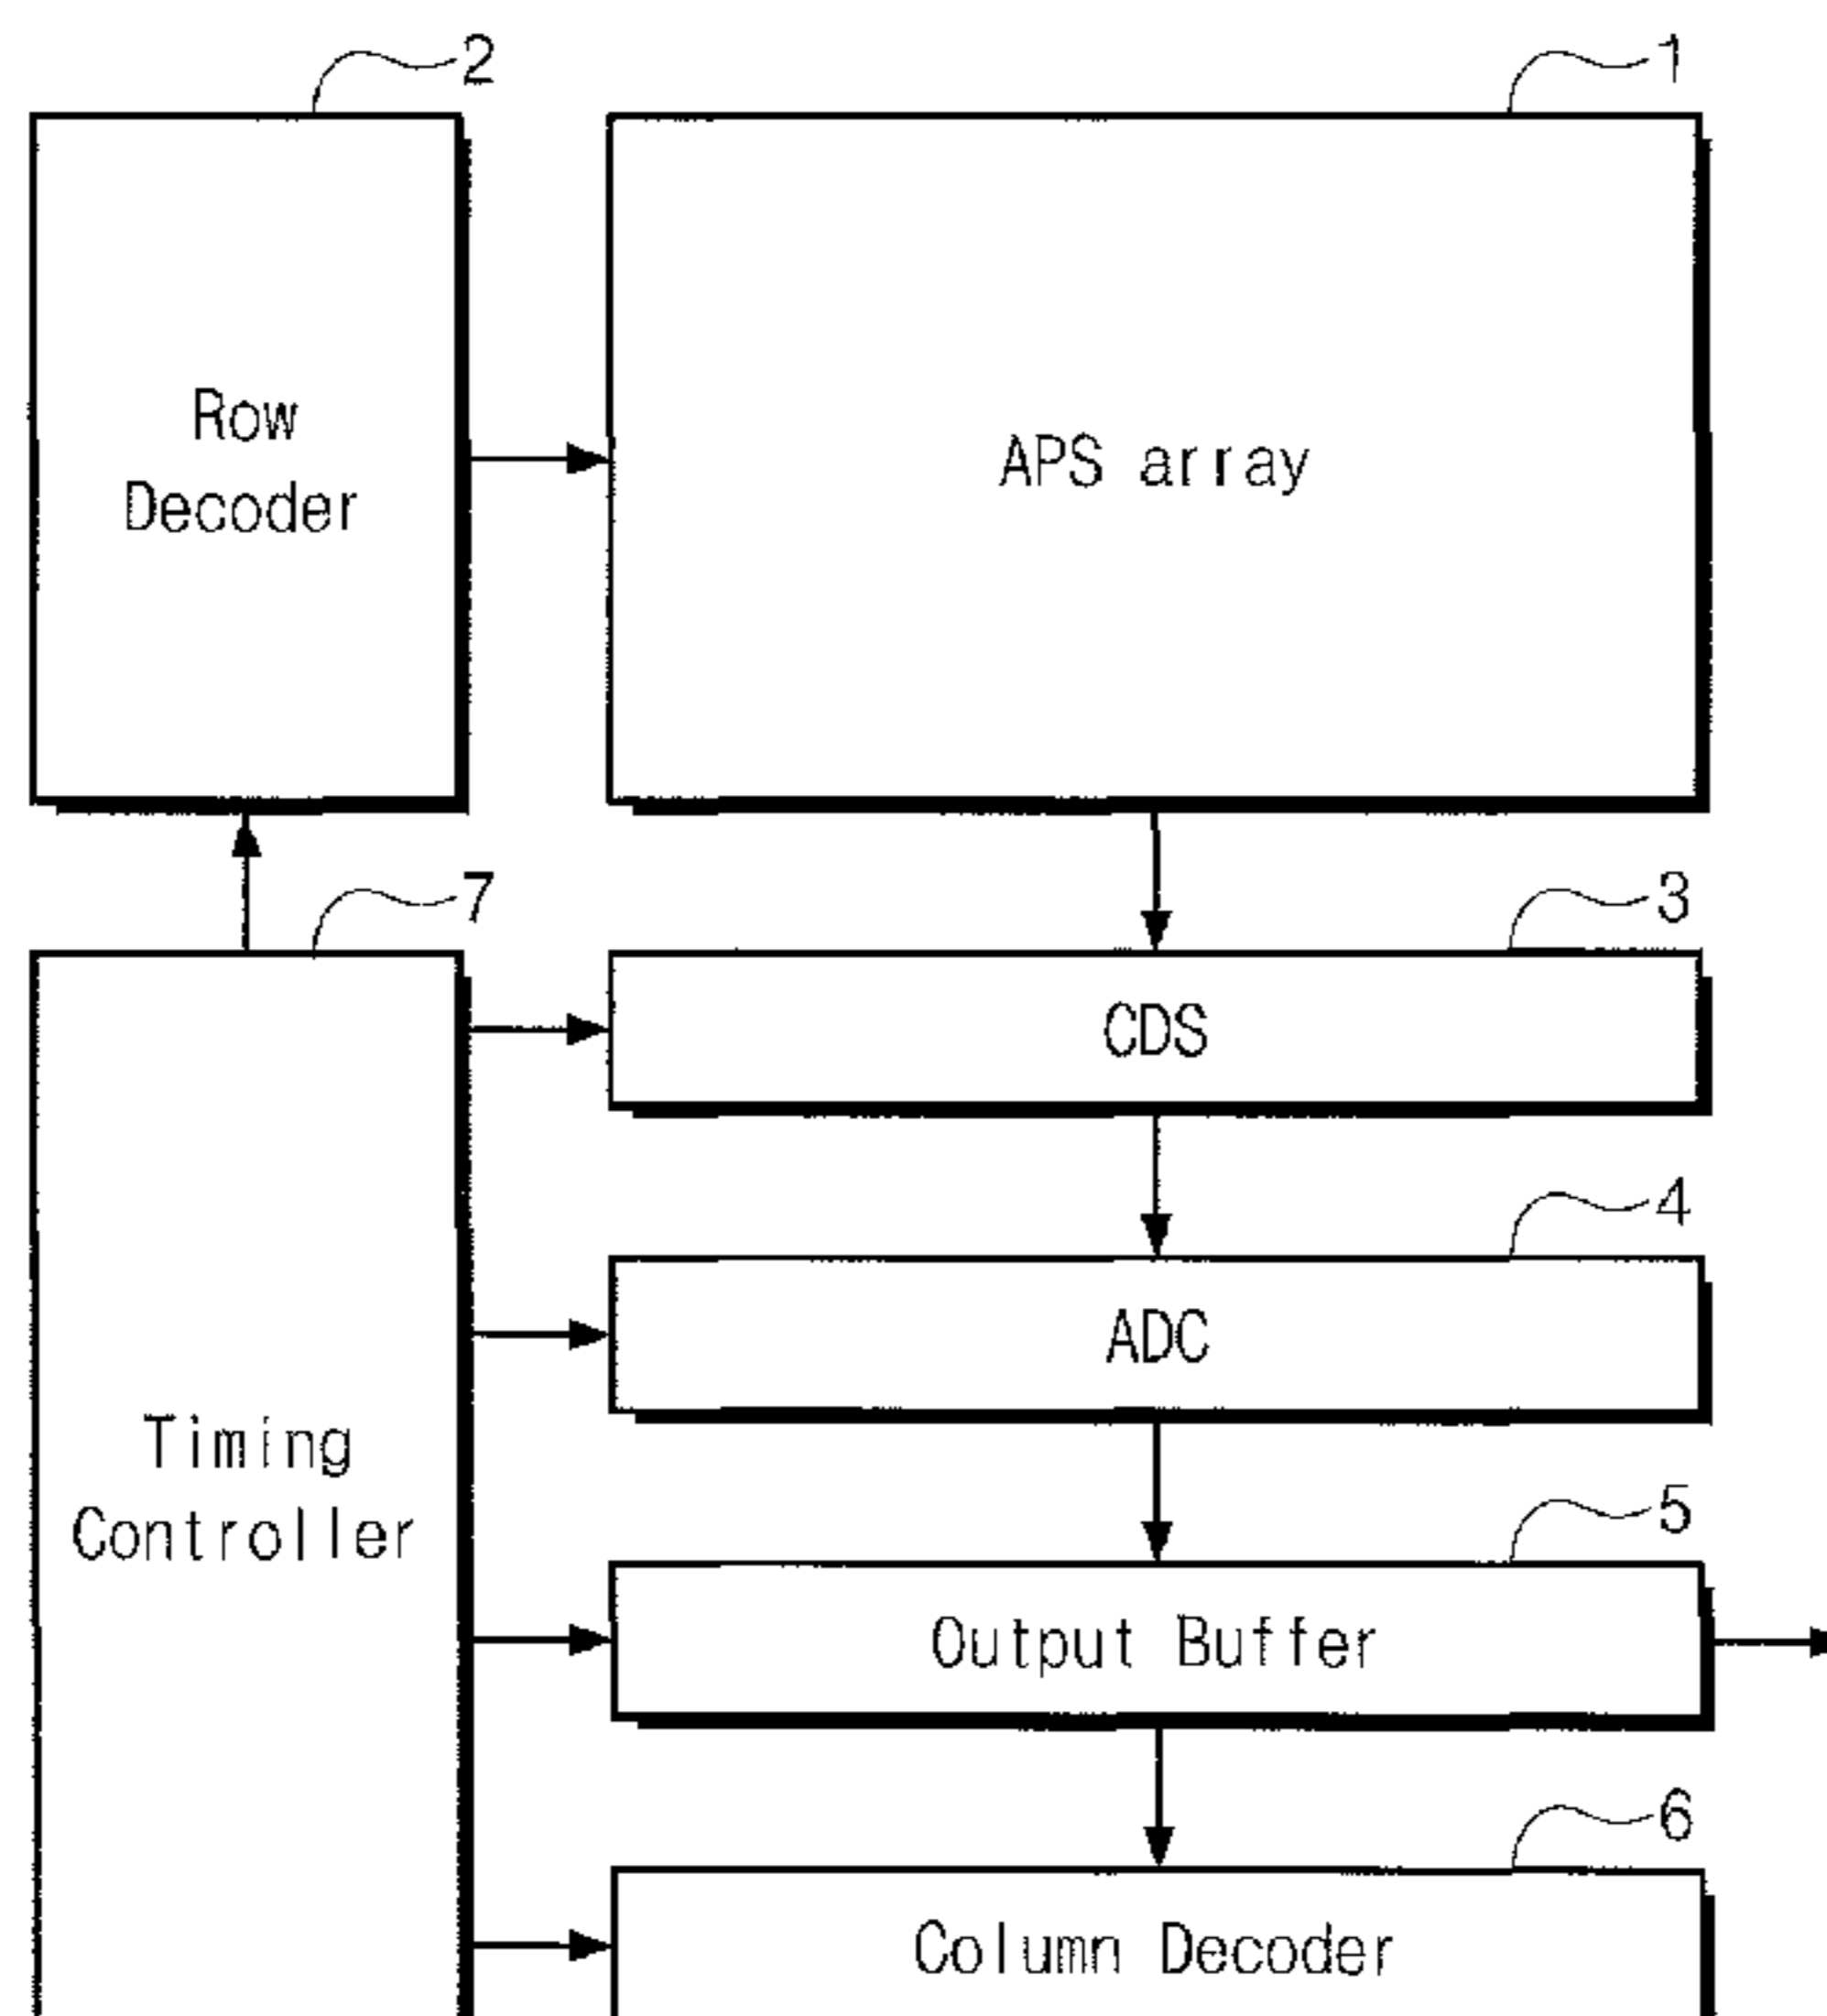 2
1
Row
Decoder
APS array
7
3
CDS
4
ADC
Timing
Controller
5
Output Buffer
6
Column Decoder